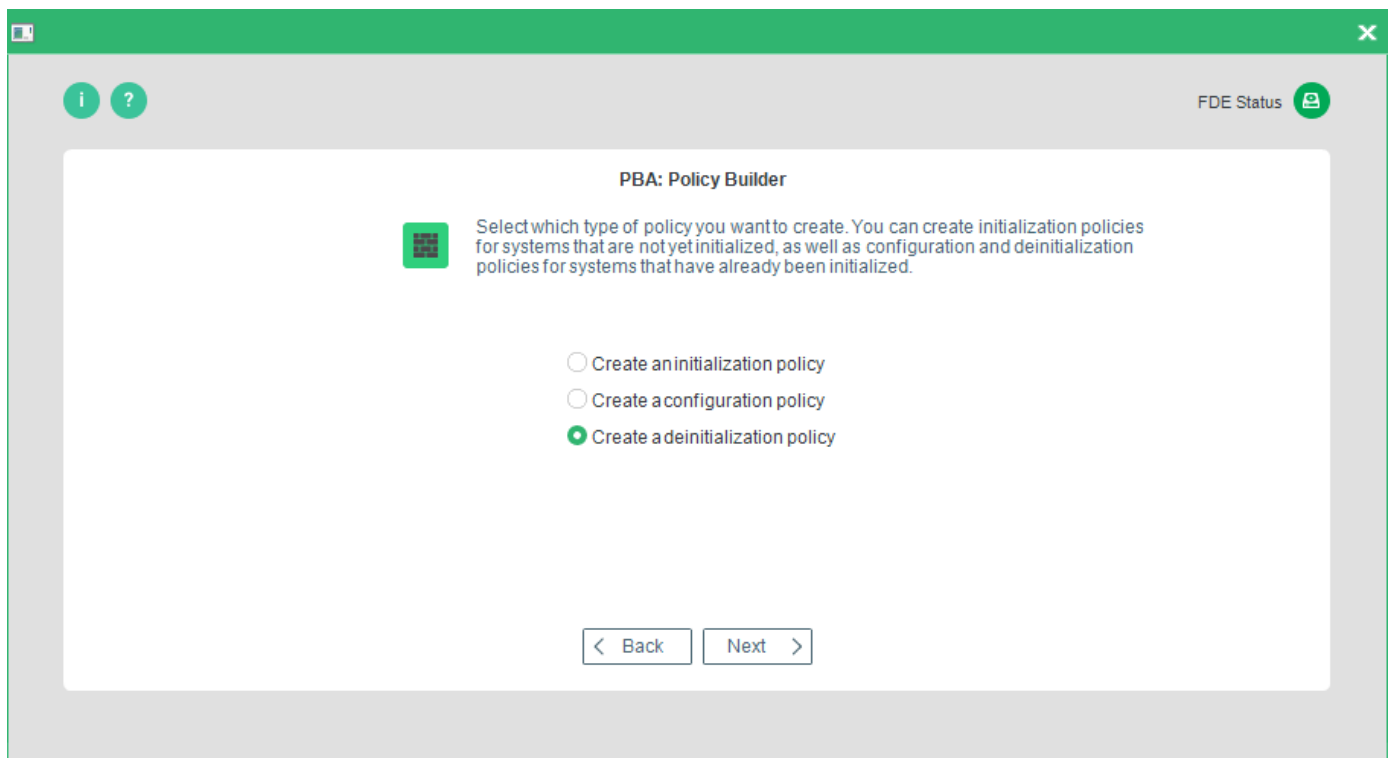 i ?
FDE Status
PBA: Policy Builder
Select which type of policy you want to create. You can create initialization policies
for systems that are not yet initialized, as well as configuration and deinitialization
policies for systems that have already been initialized.
Create an initialization policy
Create a configuration policy
Create a deinitialization policy
Back Next